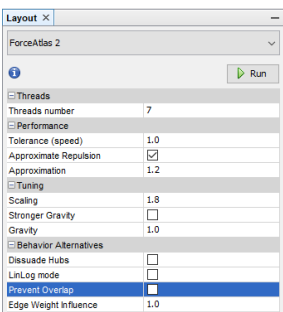 Layout ×
ForceAtlas 2
Run
Threads
Threads number 7
Performance
Tolerance (speed) 1.0
Approximate Repulsion
Approximation 1.2
Tuning
Scaling 1.8
Stronger Gravity
Gravity 1.0
Behavior Alternatives
Dissuade Hubs
LinLog mode
Prevent Overlap
Edge Weight Influence 1.0